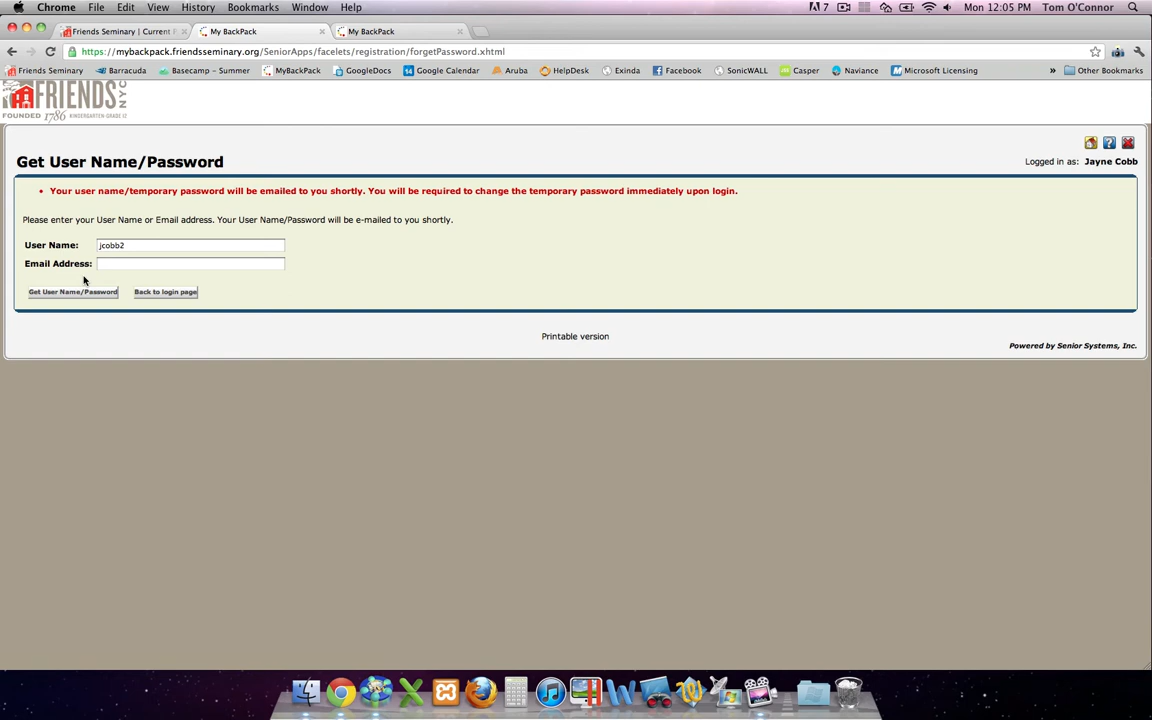 Chrome File Edit View History Bookmarks Window Help 7 Mon 12:05 PM Tom O'Connor
Friends Seminary | Current P My BackPack My BackPack
https://mybackpack.friendsseminary.org/SeniorApps/facelets/registration/forgetPassword.xhtml
Friends Seminary Barracuda Basecamp - Summer MyBackPack GoogleDocs 14 Google Calendar Aruba HelpDesk Exinda Facebook SonicWALL Casper Naviance Microsoft Licensing » Other Bookmarks
FRIENDS NYC
FOUNDED 1786 KINDERGARTEN-GRADE 12
Get User Name/Password
Logged in as: Jayne Cobb
• Your user name/temporary password will be emailed to you shortly. You will be required to change the temporary password immediately upon login.
Please enter your User Name or Email address. Your User Name/Password will be e-mailed to you shortly.
User Name: jcobb2
Email Address:
Get User Name/Password Back to login page
Printable version
Powered by Senior Systems, Inc.